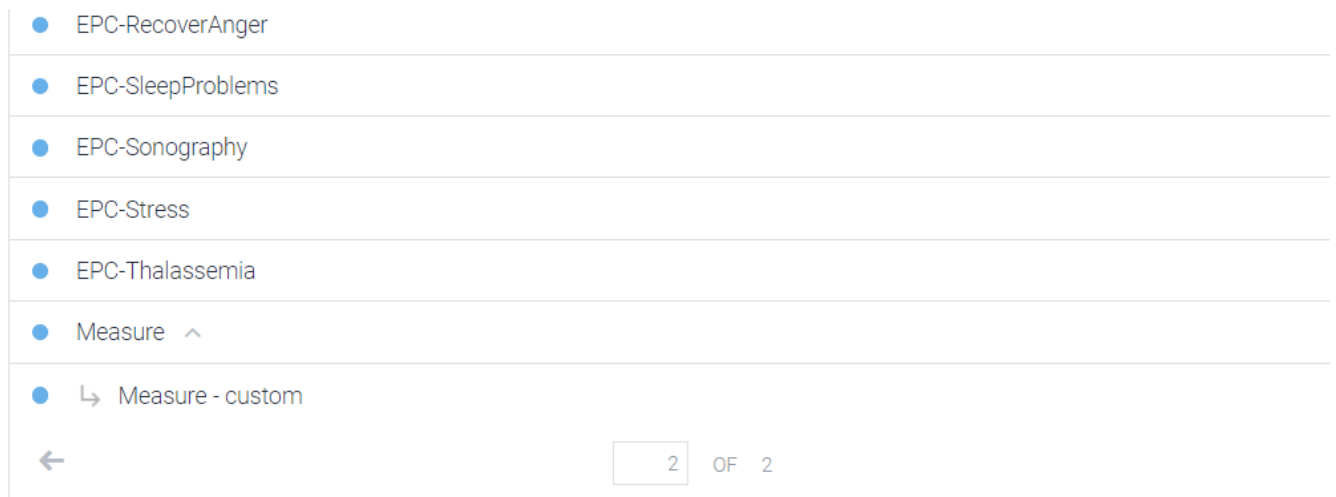 EPC-RecoverAnger
EPC-SleepProblems
EPC-Sonography
EPC-Stress
EPC-Thalassemia
Measure
Measure - custom
2 OF 2